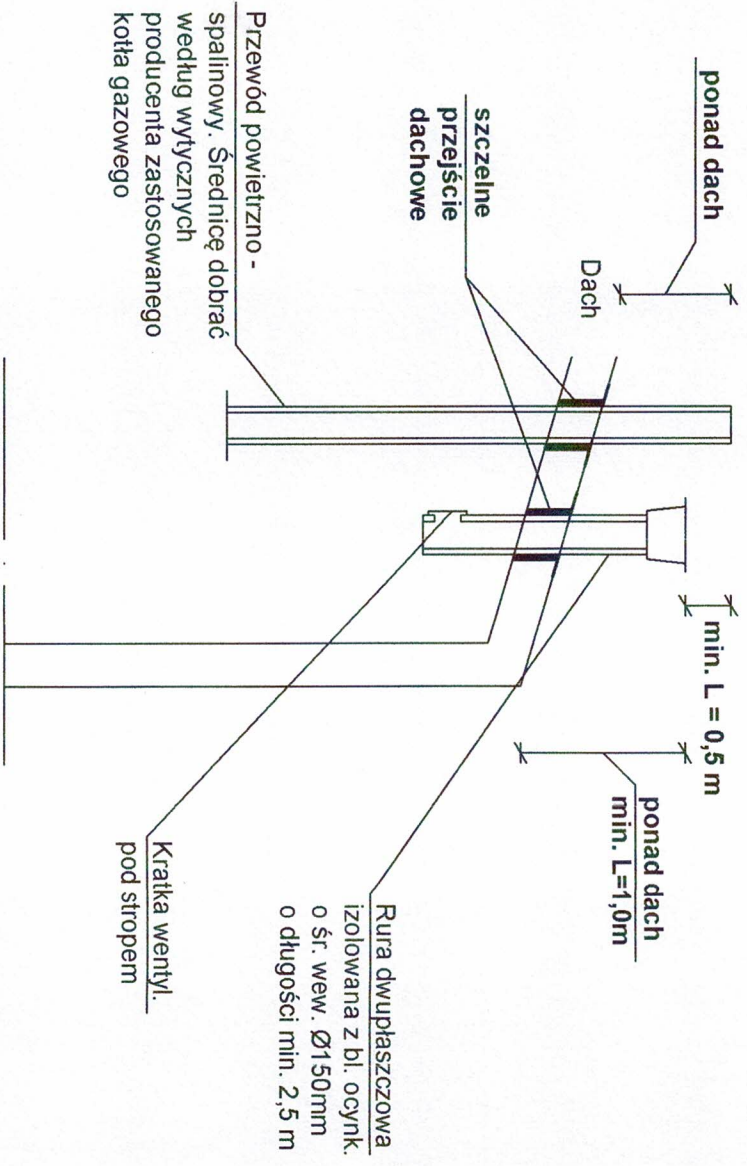 ponad dach
szczelne
przejście
dachowe
Dach
Przewód powietrzno -
spalinowy. Średnicę dobrać
według wytycznych
producenta zastosowanego
kotła gazowego
min. L = 0,5 m
ponad dach
min. L=1,0m
Rura dwupłaszczowa
izolowana z bl. ocynk.
o śr. wew. Ø150mm
o długości min. 2,5 m
Kratka wentyl.
pod stropem